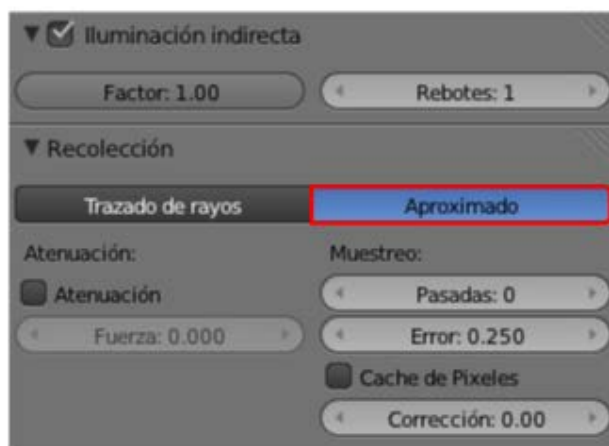 Iluminación indirecta
Factor: 1.00
Rebotes: 1
Recolección
Trazado de rayos
Aproximado
Atenuación:
Muestreo:
Atenuación
Pasadas: 0
Fuerza: 0.000
Error: 0.250
Cache de Pixeles
Corrección: 0.00